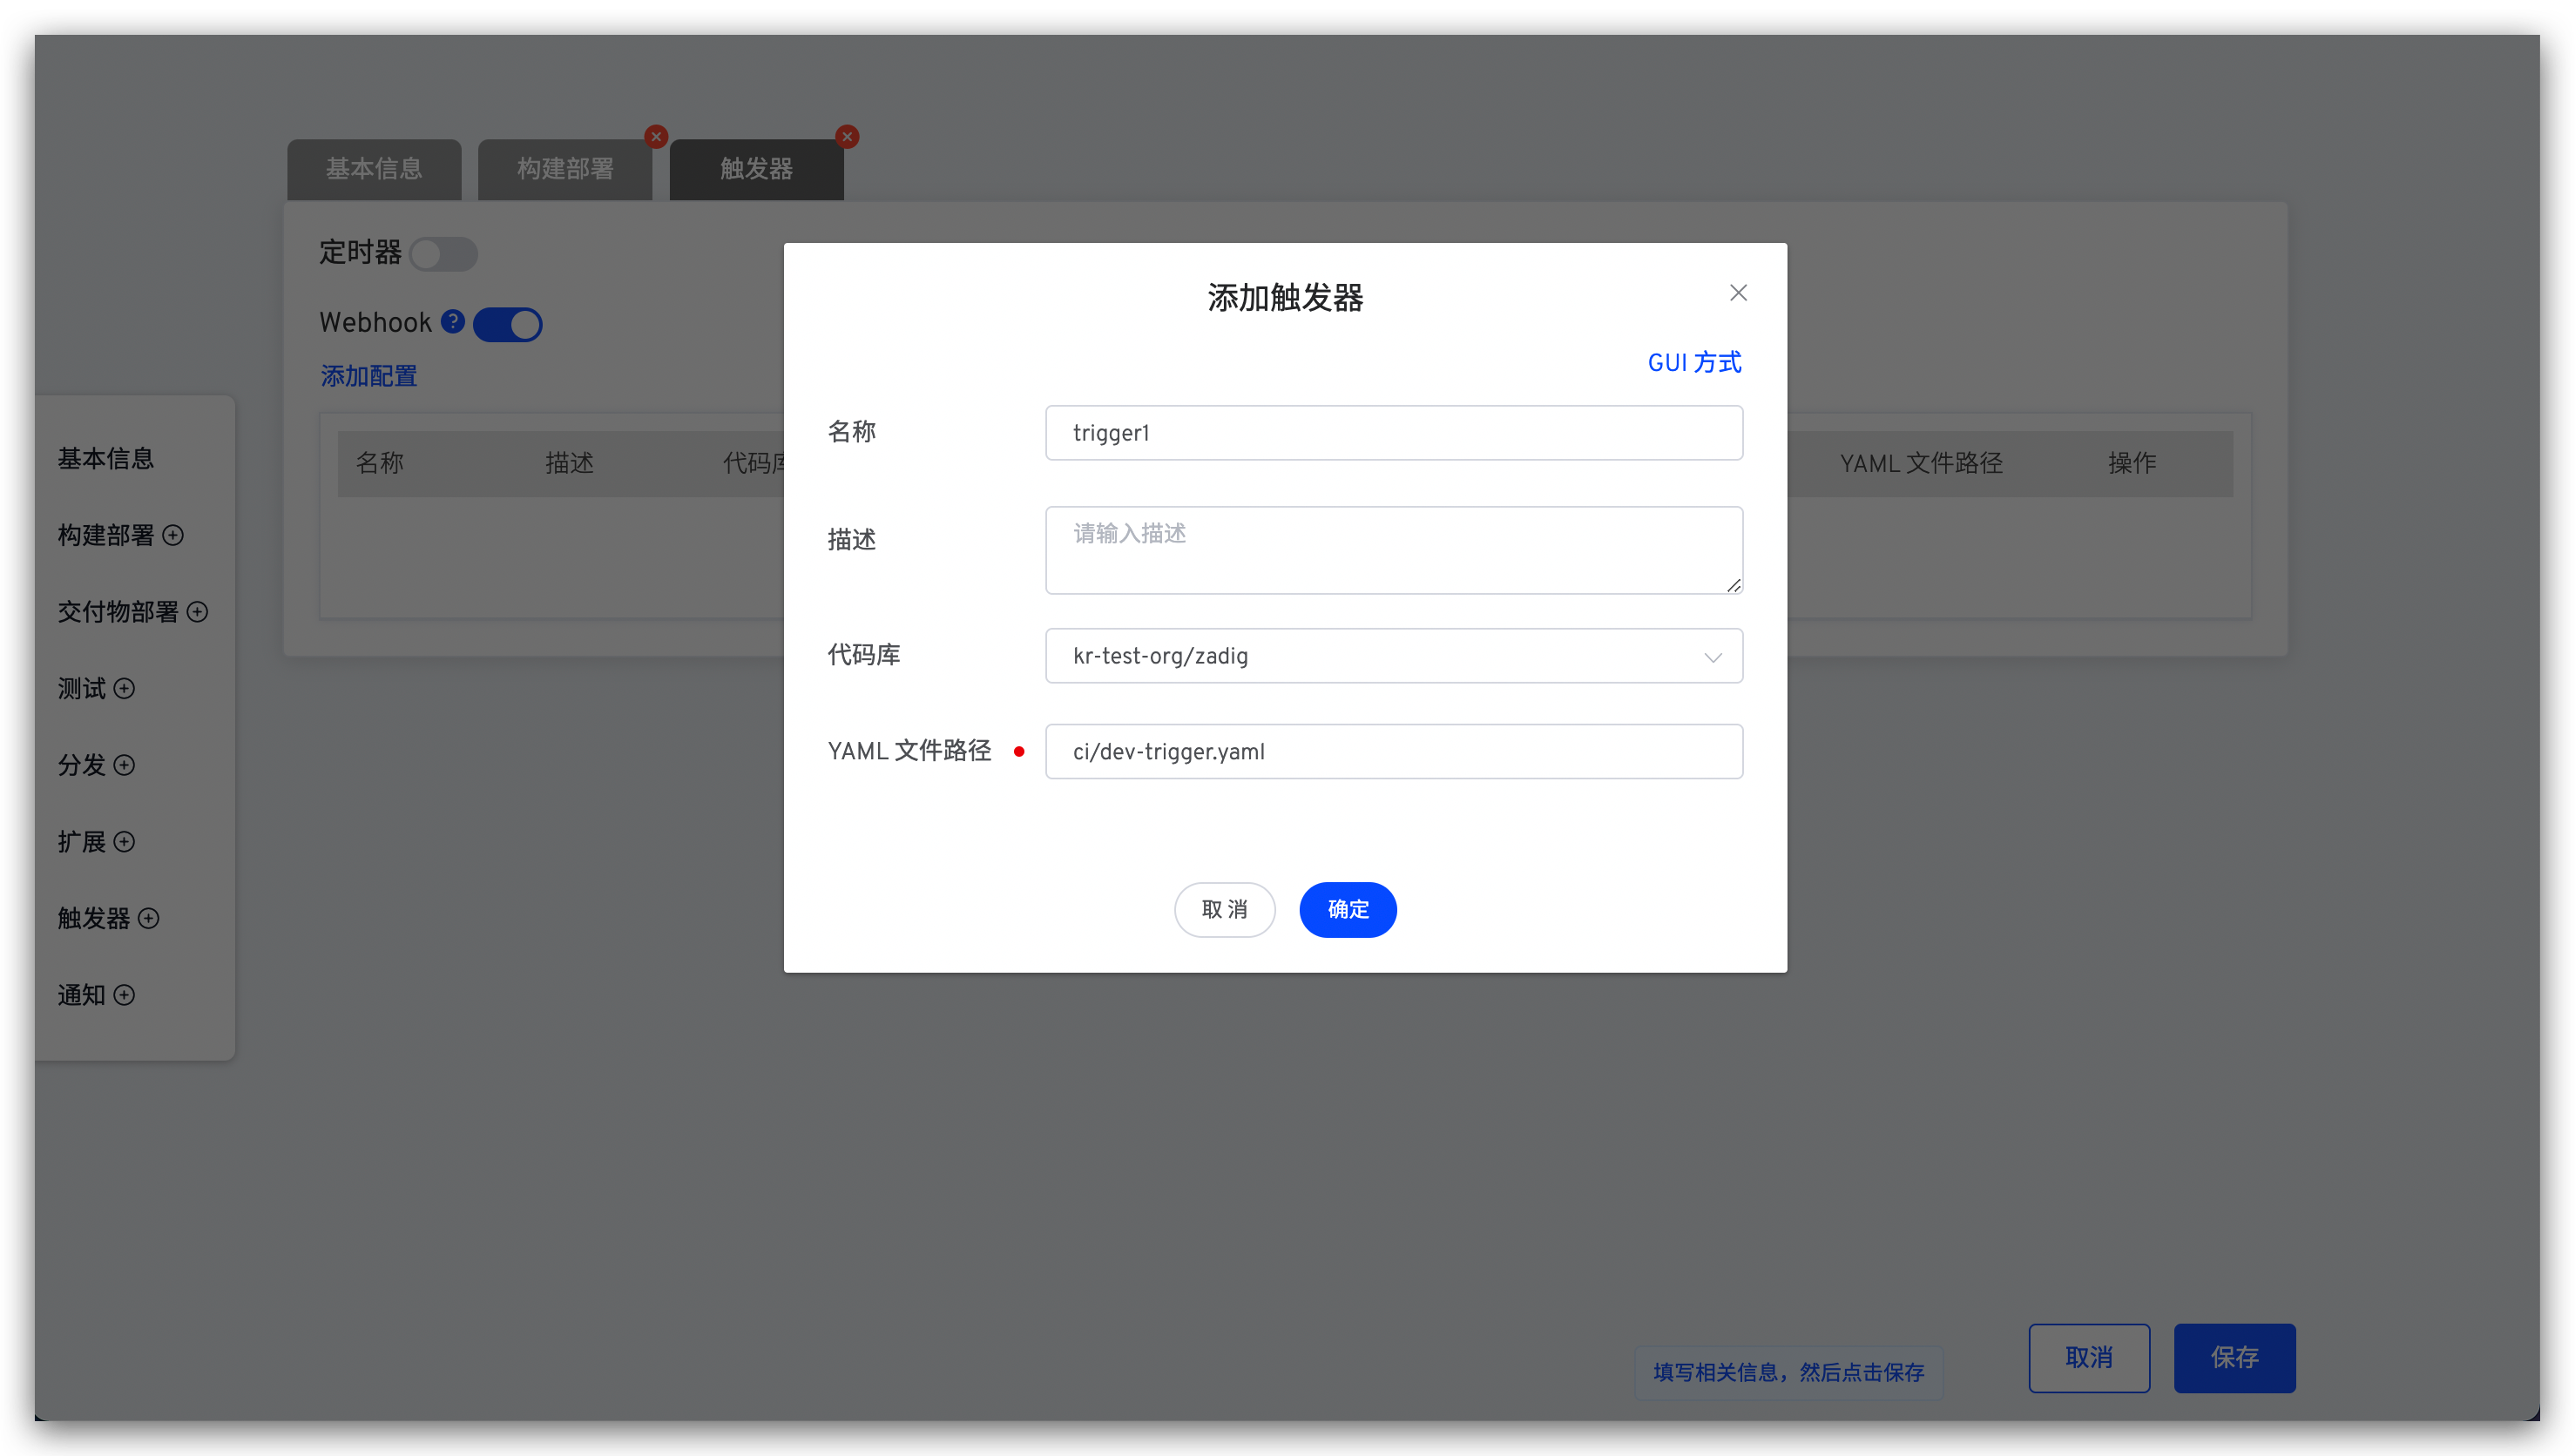 基本信息
构建部署
触发器
定时器
Webhook ?
添加配置
名称 描述 代码库 YAML 文件路径 操作
基本信息
构建部署
交付物部署
测试
分发
扩展
触发器
通知
添加触发器
GUI 方式
名称 trigger1
描述 请输入描述
代码库 kr-test-org/zadig
YAML 文件路径 ci/dev-trigger.yaml
取消 确定
填写相关信息，然后点击保存
取消 保存